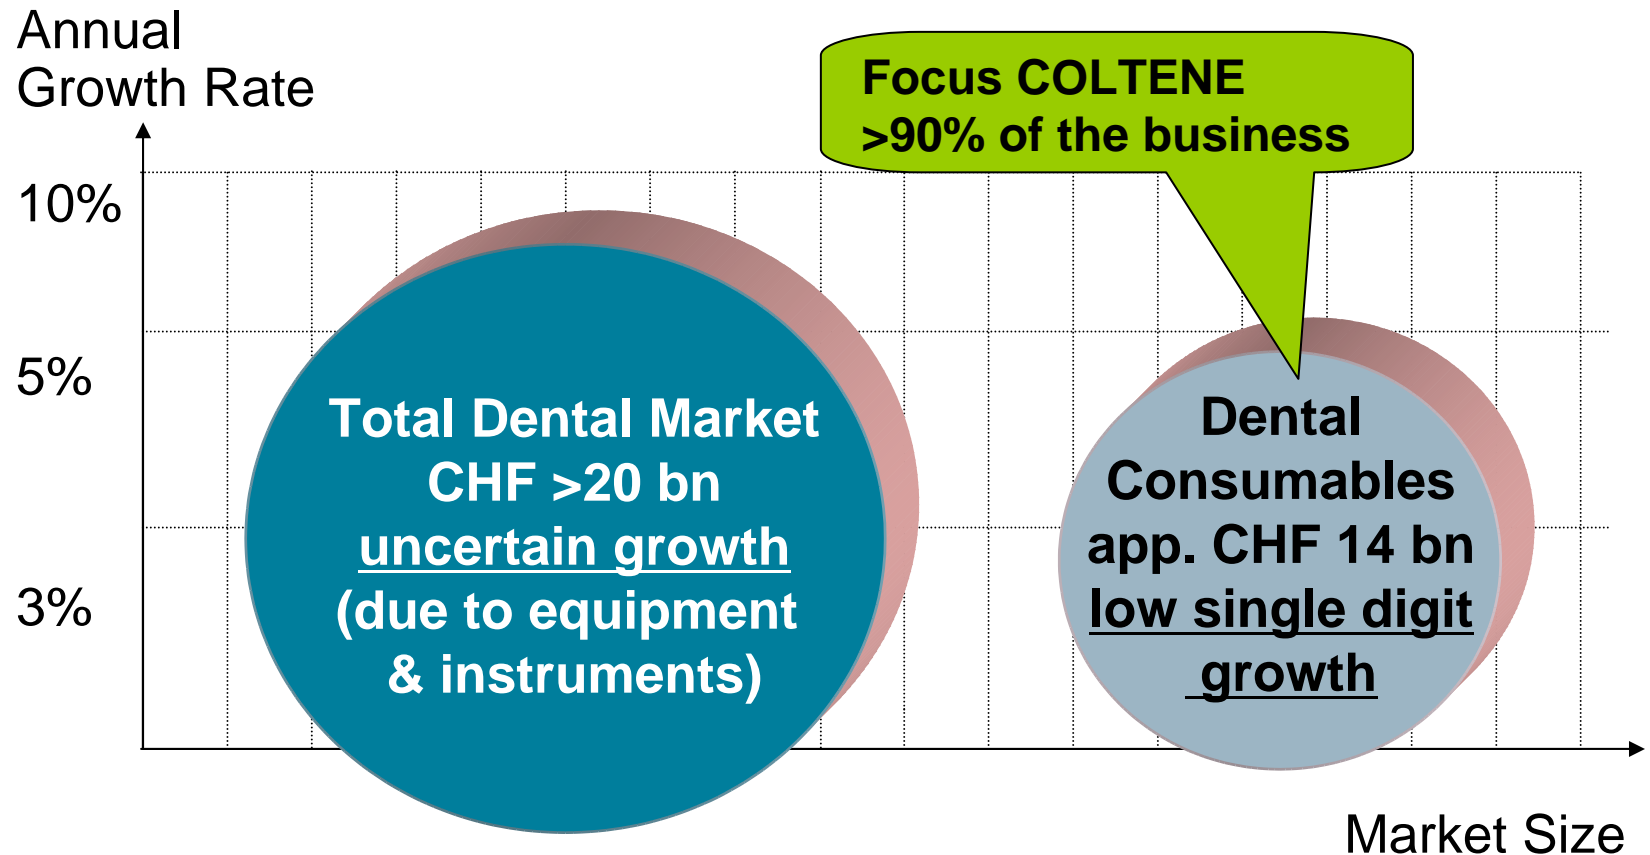 Annual
Growth Rate
Focus COLTENE
>90% of the business
10%
5%
3%
Total Dental Market
CHF >20 bn
uncertain growth
(due to equipment
& instruments)
Dental
Consumables
app. CHF 14 bn
low single digit
growth
Market Size